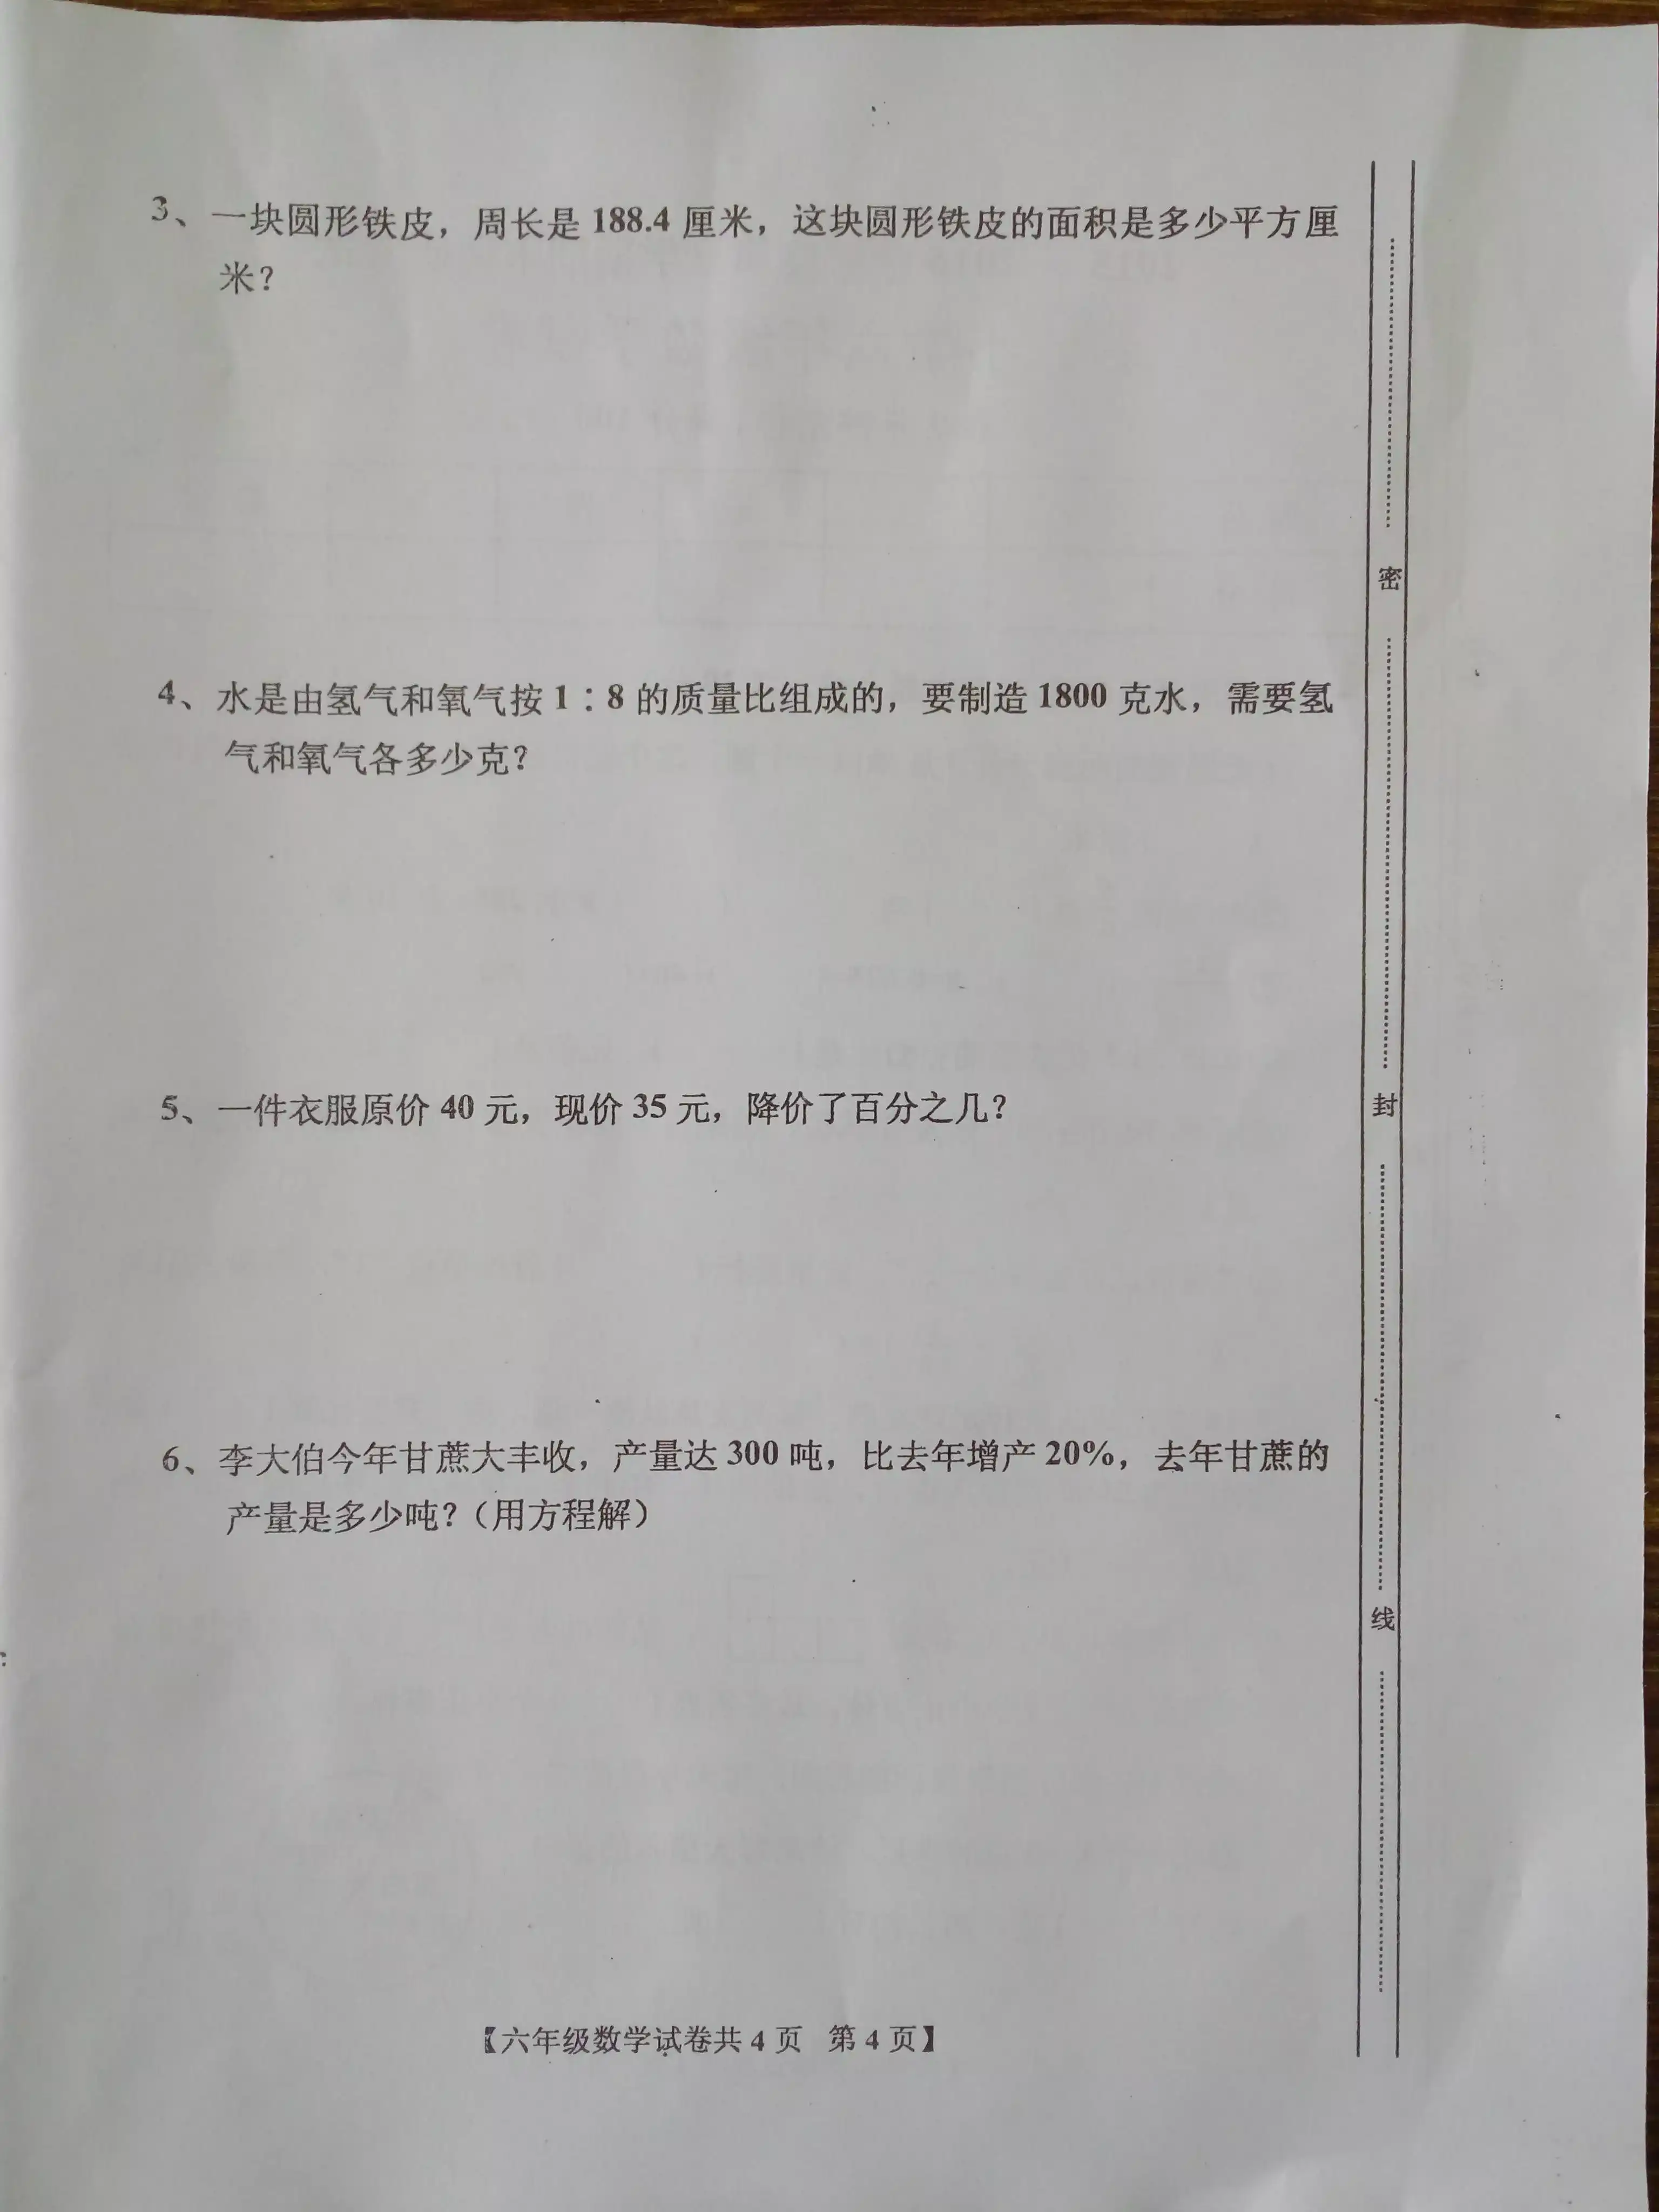 3、一块圆形铁皮，周长是 188.4 厘米，这块圆形铁皮的面积是多少平方厘
米？
4、水是由氢气和氧气按 1：8 的质量比组成的，要制造 1800 克水，需要氢
气和氧气各多少克？
5、一件衣服原价 40 元，现价 35 元，降价了百分之几？
6、李大伯今年甘蔗大丰收，产量达 300 吨，比去年增产 20%，去年甘蔗的
产量是多少吨？（用方程解）
【六年级数学试卷共 4 页 第 4 页】
密
封
线